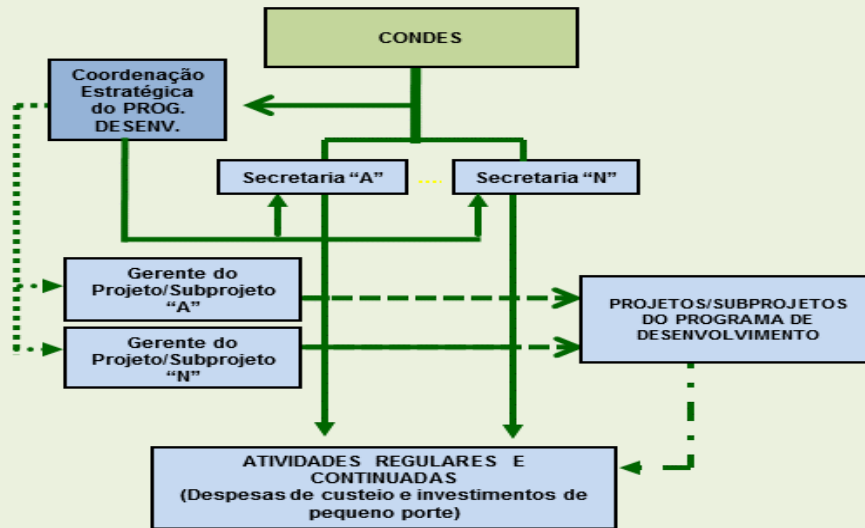 CONDES
Coordenação
Estratégica
do PROG.
DESENV.
Secretaria “A”
....
Secretaria “N”
Gerente do
Projeto/Subprojeto
“A”
Gerente do
Projeto/Subprojeto
“N”
PROJETOS/SUBPROJETOS
DO PROGRAMA DE
DESENVOLVIMENTO
ATIVIDADES REGULARES E
CONTINUADAS
(Despesas de custeio e investimentos de
pequeno porte)